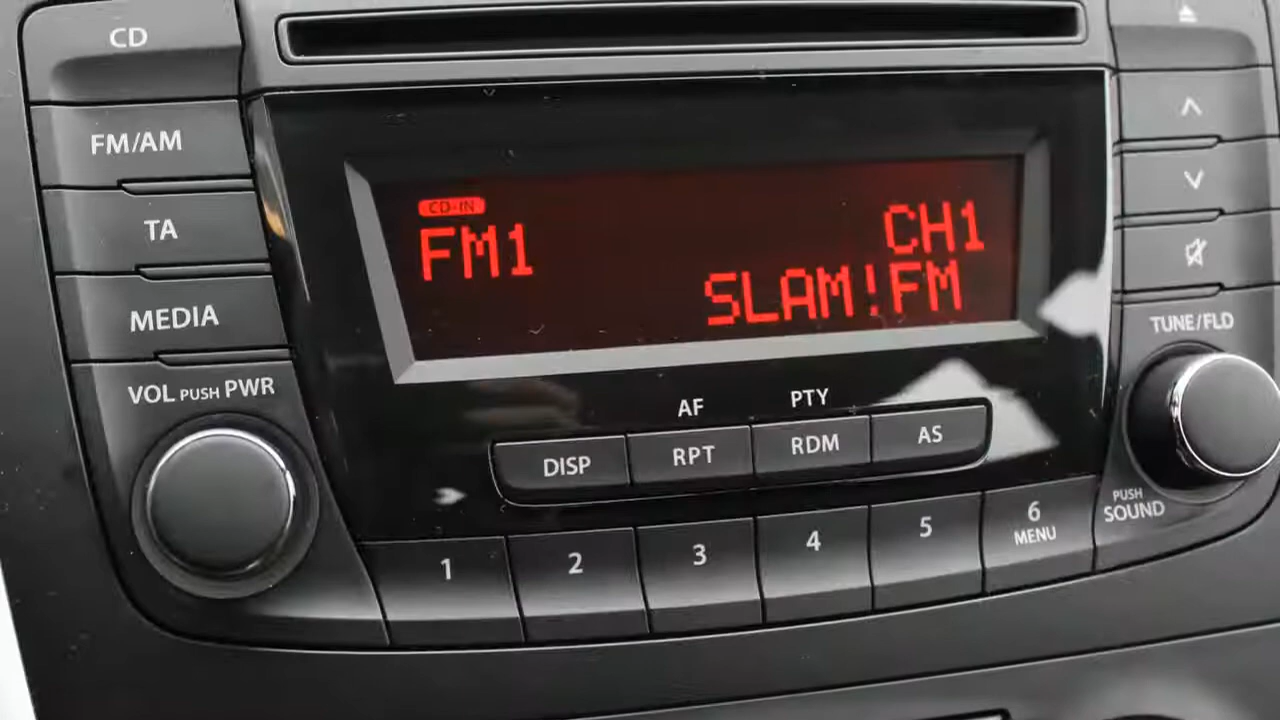 CD
FM/AM
TA
MEDIA
VOL PUSH PWR
CD-IN
FM1
CH1
SLAM!FM
AF
PTY
DISP
RPT
RDM
AS
1
2
3
4
5
6
MENU
TUNE/FLD
PUSH
SOUND